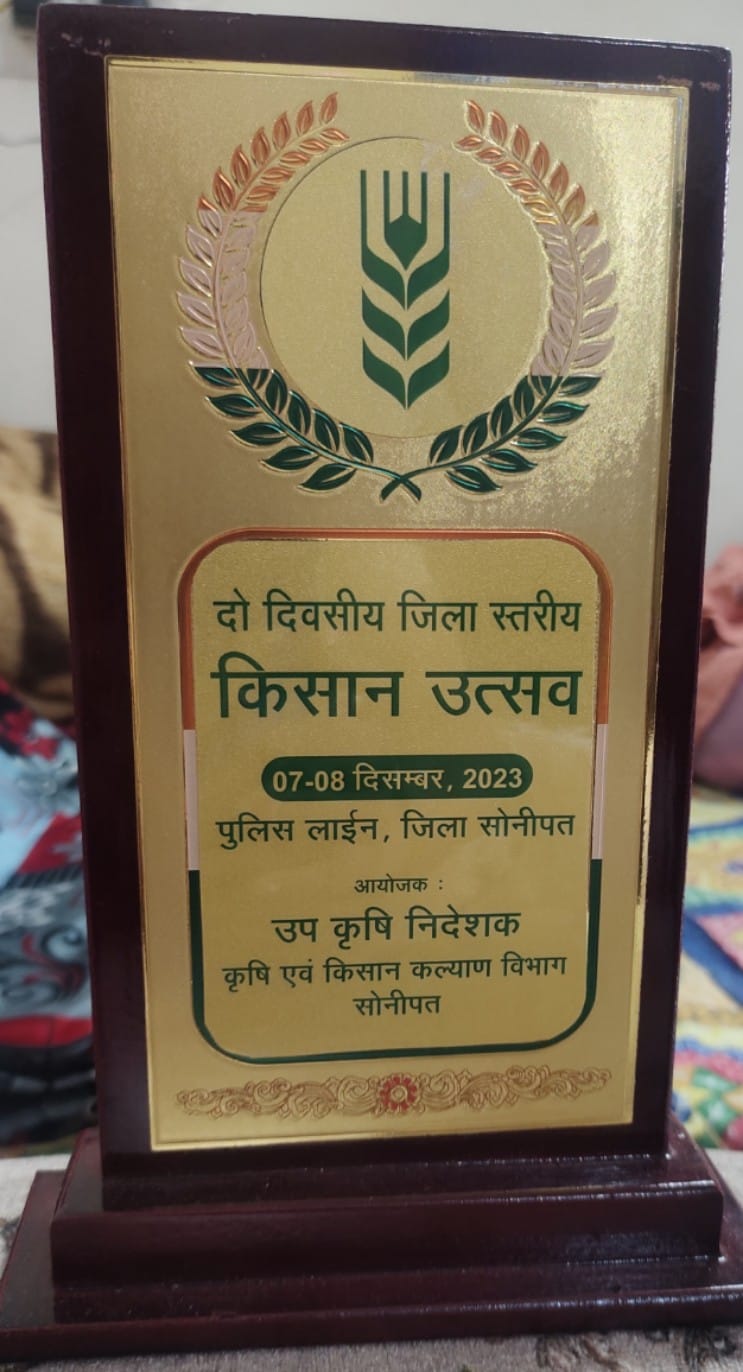 दो दिवसीय जिला स्तरीय
किसान उत्सव
07-08 दिसम्बर, 2023
पुलिस लाईन, जिला सोनीपत
आयोजक :
उप कृषि निदेशक
कृषि एवं किसान कल्याण विभाग
सोनीपत